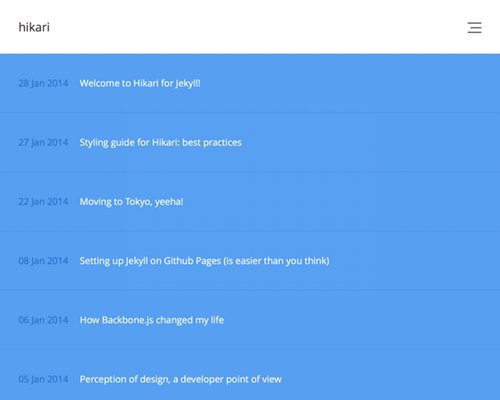 hikari
28 Jan 2014 Welcome to Hikari for Jekyll!
27 Jan 2014 Styling guide for Hikari: best practices
22 Jan 2014 Moving to Tokyo, yeeha!
08 Jan 2014 Setting up Jekyll on Github Pages (is easier than you think)
06 Jan 2014 How Backbone.js changed my life
05 Jan 2014 Perception of design, a developer point of view